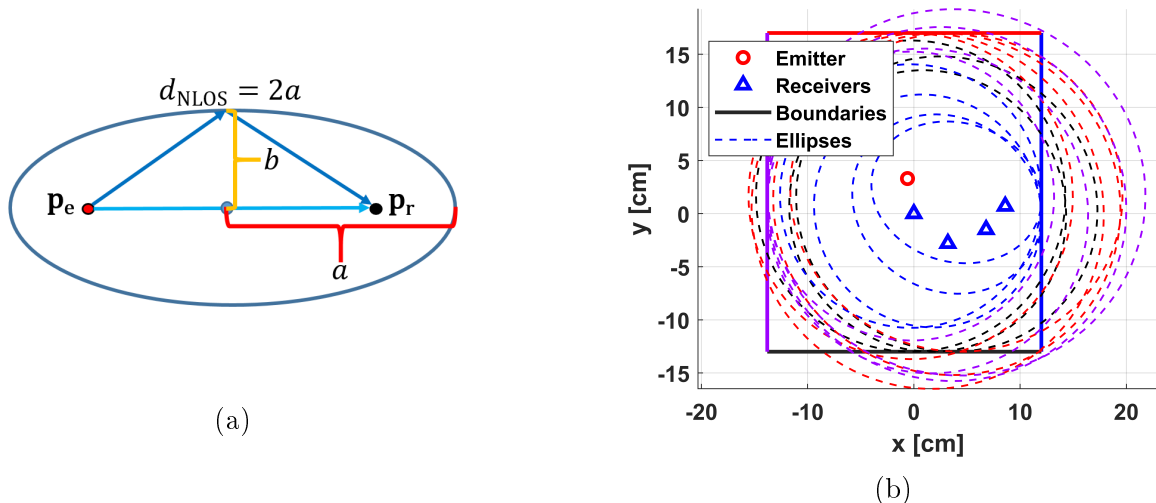 d_NLOS = 2a
b
p_e
p_r
a
(a)
Emitter
Receivers
Boundaries
Ellipses
y [cm]
15
10
5
0
-5
-10
-15
-20
-10
0
10
20
x [cm]
(b)